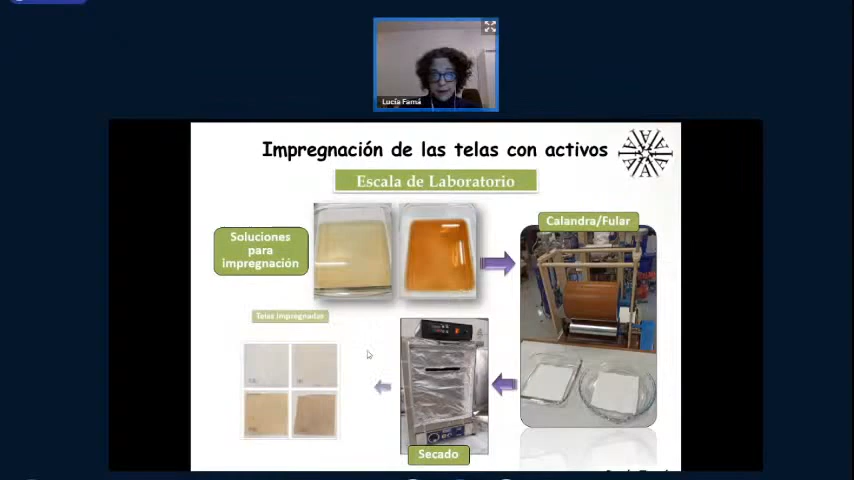 Lucía Famá
Impregnación de las telas con activos
Escala de Laboratorio
Calandra/Fular
Soluciones
para
impregnación
Telas impregnadas
Secado